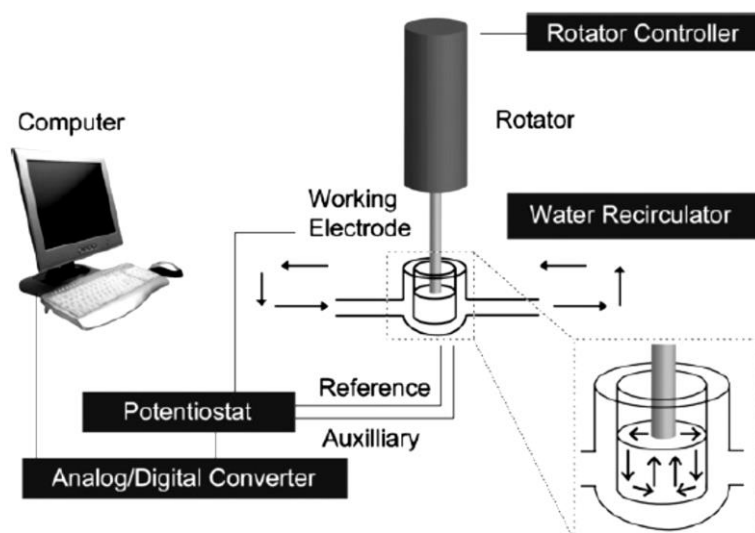 Rotator Controller
Computer
Rotator
Working
Electrode
Water Recirculator
Reference
Potentiostat
Auxilliary
Analog/Digital Converter